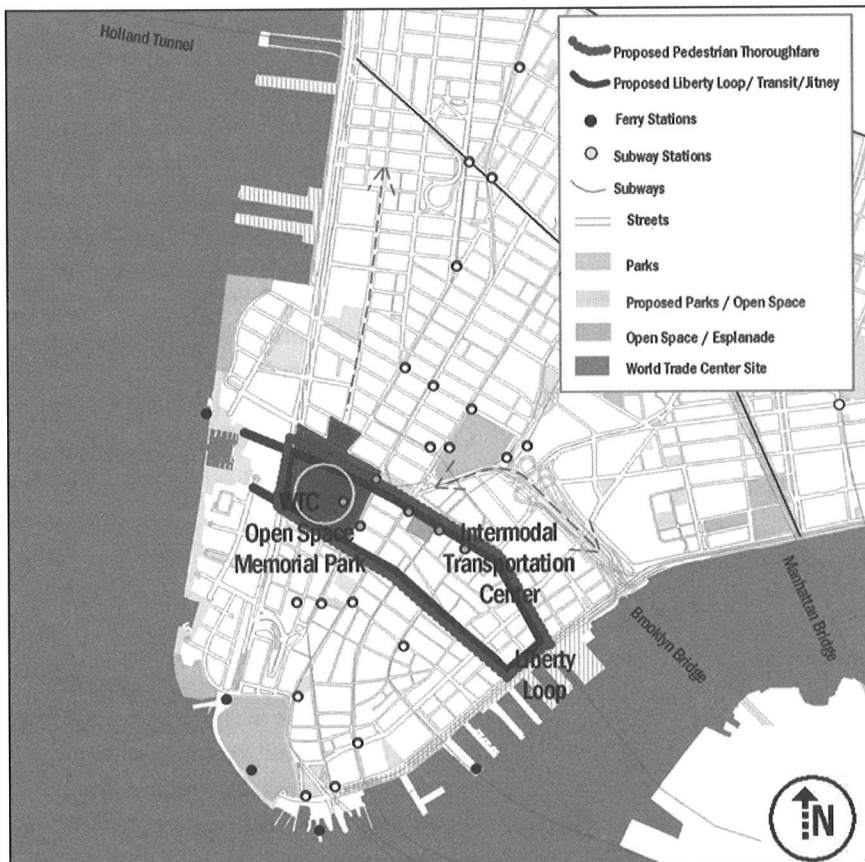 Holland Tunnel
Proposed Pedestrian Thoroughfare
Proposed Liberty Loop/ Transit/Jitney
Ferry Stations
Subway Stations
Subways
Streets
Parks
Proposed Parks / Open Space
Open Space / Esplanade
World Trade Center Site
WTC
Open Space
Memorial Park
Intermodal
Transportation
Center
Liberty
Loop
Brooklyn Bridge
Manhattan Bridge
N